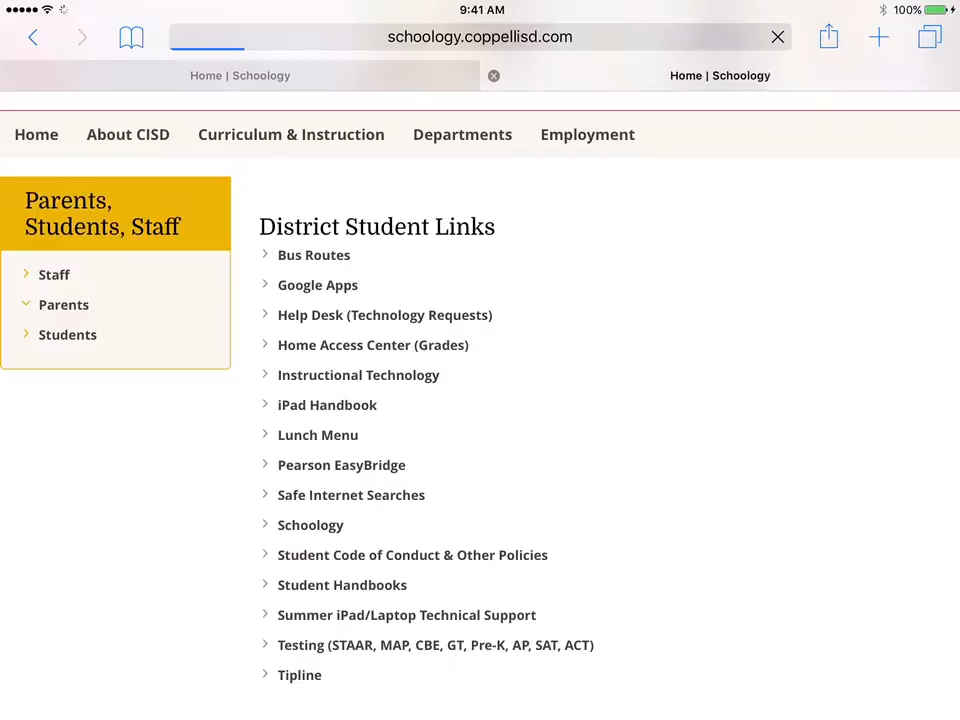 9:41 AM
100%
schoology.coppellisd.com
Home | Schoology
Home | Schoology
Home About CISD Curriculum & Instruction Departments Employment
Parents,
Students, Staff
Staff
Parents
Students
District Student Links
Bus Routes
Google Apps
Help Desk (Technology Requests)
Home Access Center (Grades)
Instructional Technology
iPad Handbook
Lunch Menu
Pearson EasyBridge
Safe Internet Searches
Schoology
Student Code of Conduct & Other Policies
Student Handbooks
Summer iPad/Laptop Technical Support
Testing (STAAR, MAP, CBE, GT, Pre-K, AP, SAT, ACT)
Tipline